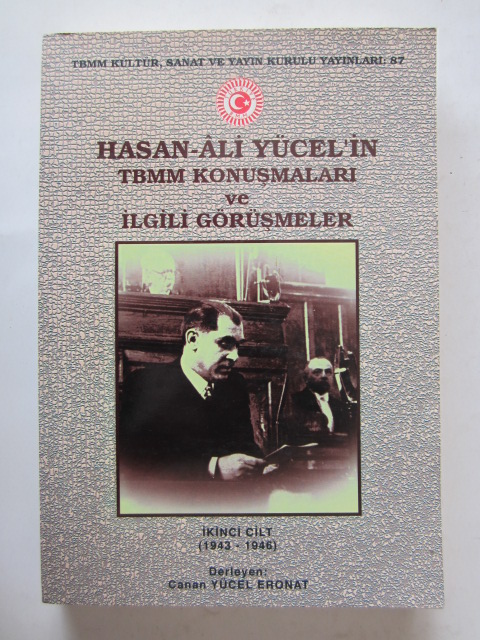 TBMM KÜLTÜR, SANAT VE YAYIN KURULU YAYINLARI: 87
HASAN-ÂLİ YÜCEL'İN
TBMM KONUŞMALARI
ve
İLGİLİ GÖRÜŞMELER
İKİNCİ CİLT
(1943 - 1946)
Derleyen:
Canan YÜCEL ERONAT